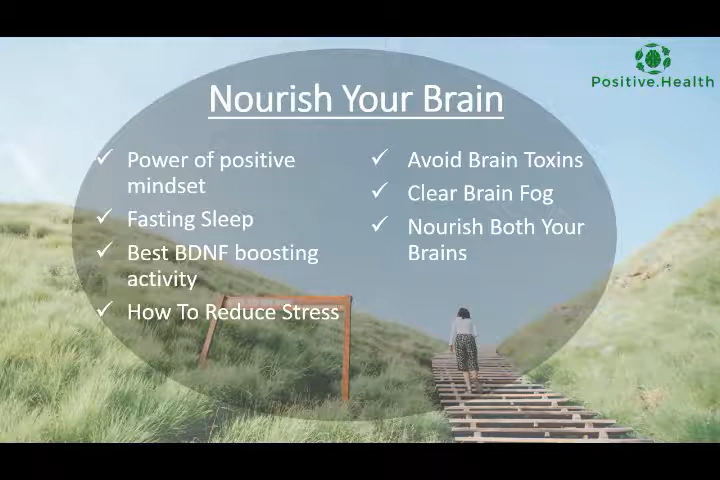 Positive.Health
Nourish Your Brain
Power of positive
mindset
Fasting Sleep
Best BDNF boosting
activity
How To Reduce Stress
Avoid Brain Toxins
Clear Brain Fog
Nourish Both Your
Brains